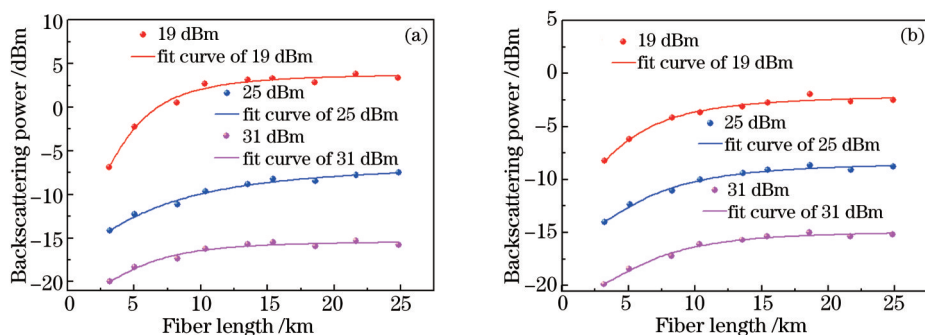 10
5
0
−5
−10
−15
−20
0
5
10
15
20
25
Backscattering power /dBm
Fiber length /km
(a)
19 dBm
fit curve of 19 dBm
25 dBm
fit curve of 25 dBm
31 dBm
fit curve of 31 dBm
5
0
−5
−10
−15
−20
0
5
10
15
20
25
Backscattering power /dBm
Fiber length /km
(b)
19 dBm
fit curve of 19 dBm
25 dBm
fit curve of 25 dBm
31 dBm
fit curve of 31 dBm